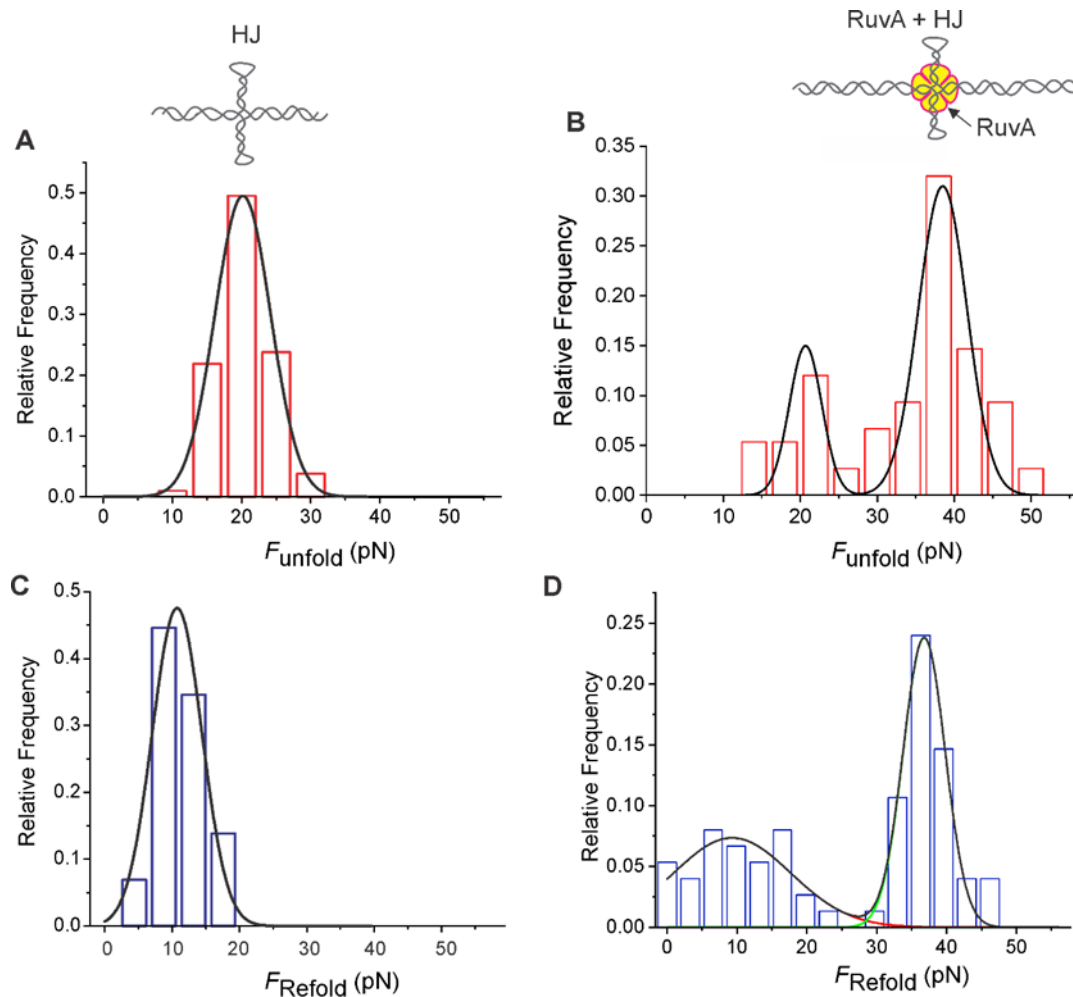 HJ
RuvA + HJ
RuvA
A
0.5
0.4
0.3
0.2
0.1
0.0
Relative Frequency
0 10 20 30 40 50
Funfold (pN)
B
0.35
0.30
0.25
0.20
0.15
0.10
0.05
0.00
Relative Frequency
0 10 20 30 40 50
Funfold (pN)
C
0.5
0.4
0.3
0.2
0.1
0.0
Relative Frequency
0 10 20 30 40 50
FRefold (pN)
D
0.25
0.20
0.15
0.10
0.05
0.00
Relative Frequency
0 10 20 30 40 50
FRefold (pN)